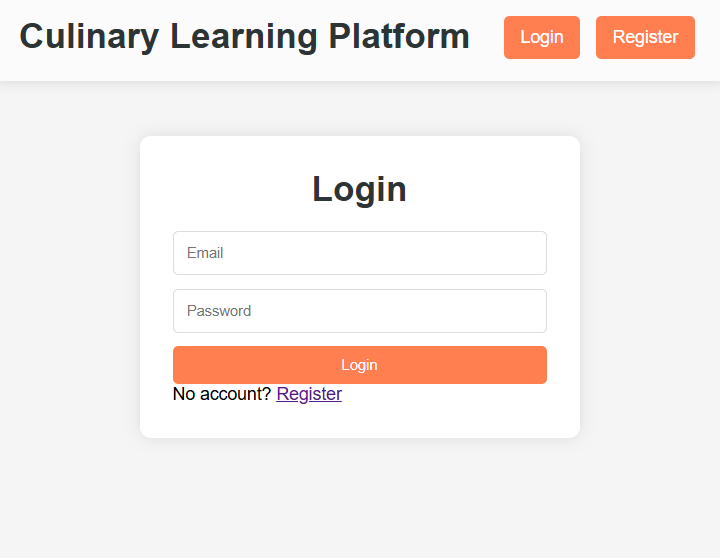 Culinary Learning Platform Login Register
Login
Email
Password
Login
No account? Register